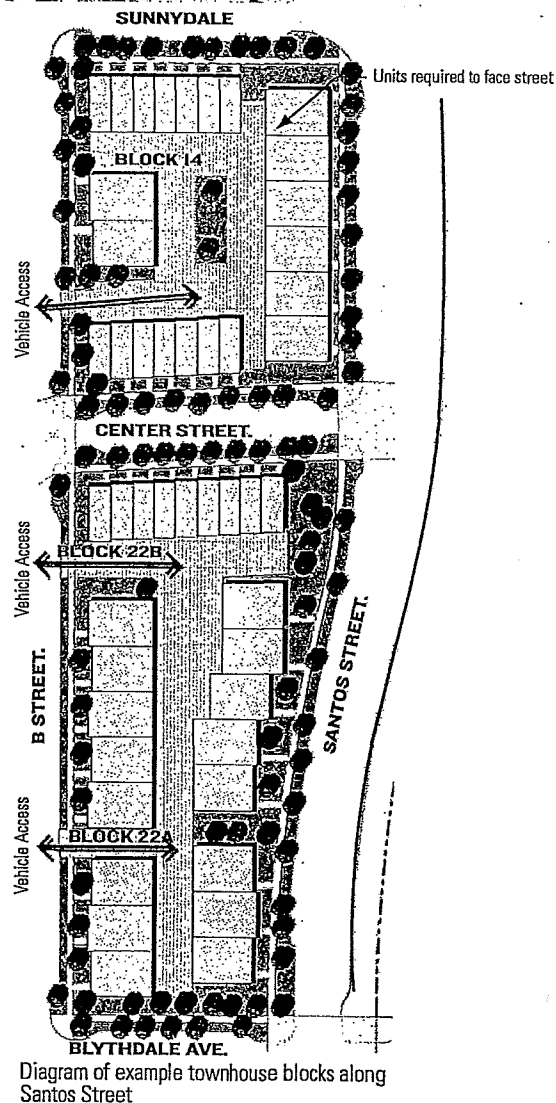 SUNNYDALE
Units required to face street
BLOCK 14
Vehicle Access
CENTER STREET.
Vehicle Access
BLOCK 22B
B STREET.
SANTOS STREET.
Vehicle Access
BLOCK 22A
BLYTHDALE AVE.
Diagram of example townhouse blocks along
Santos Street